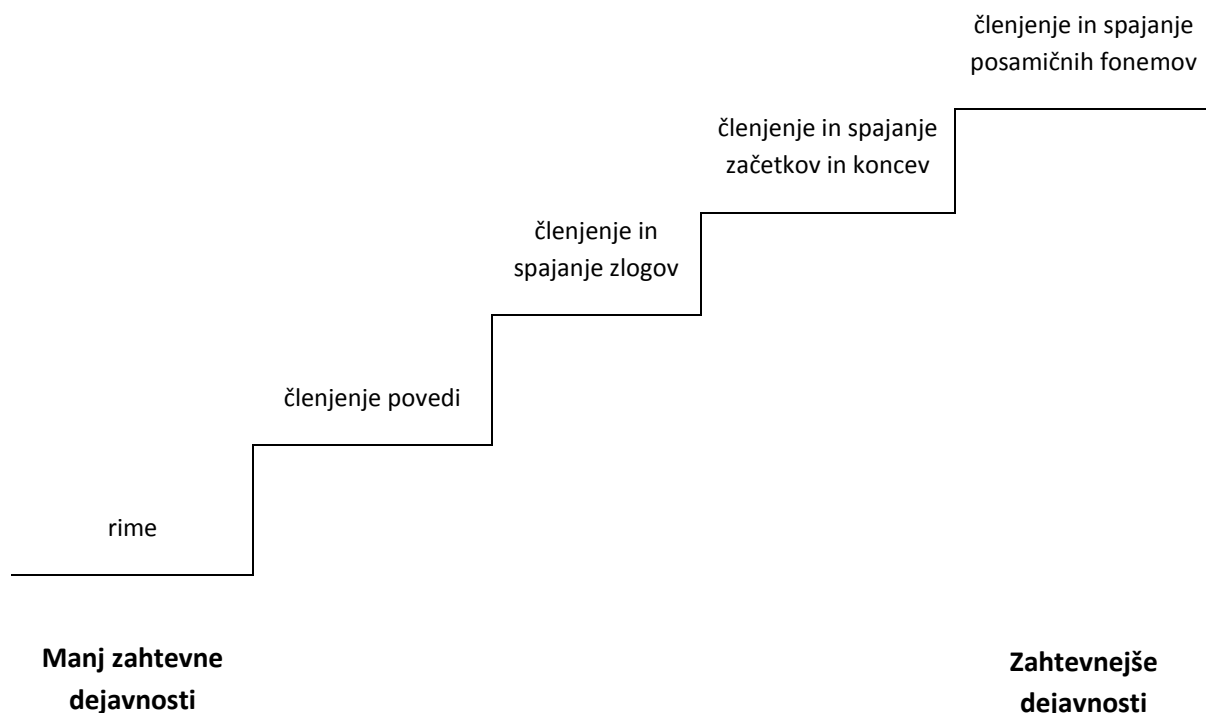 členjenje in spajanje
posamičnih fonemov
členjenje in spajanje
začetkov in koncev
členjenje in
spajanje zlogov
členjenje povedi
rime
Manj zahtevne
dejavnosti
Zahtevnejše
dejavnosti